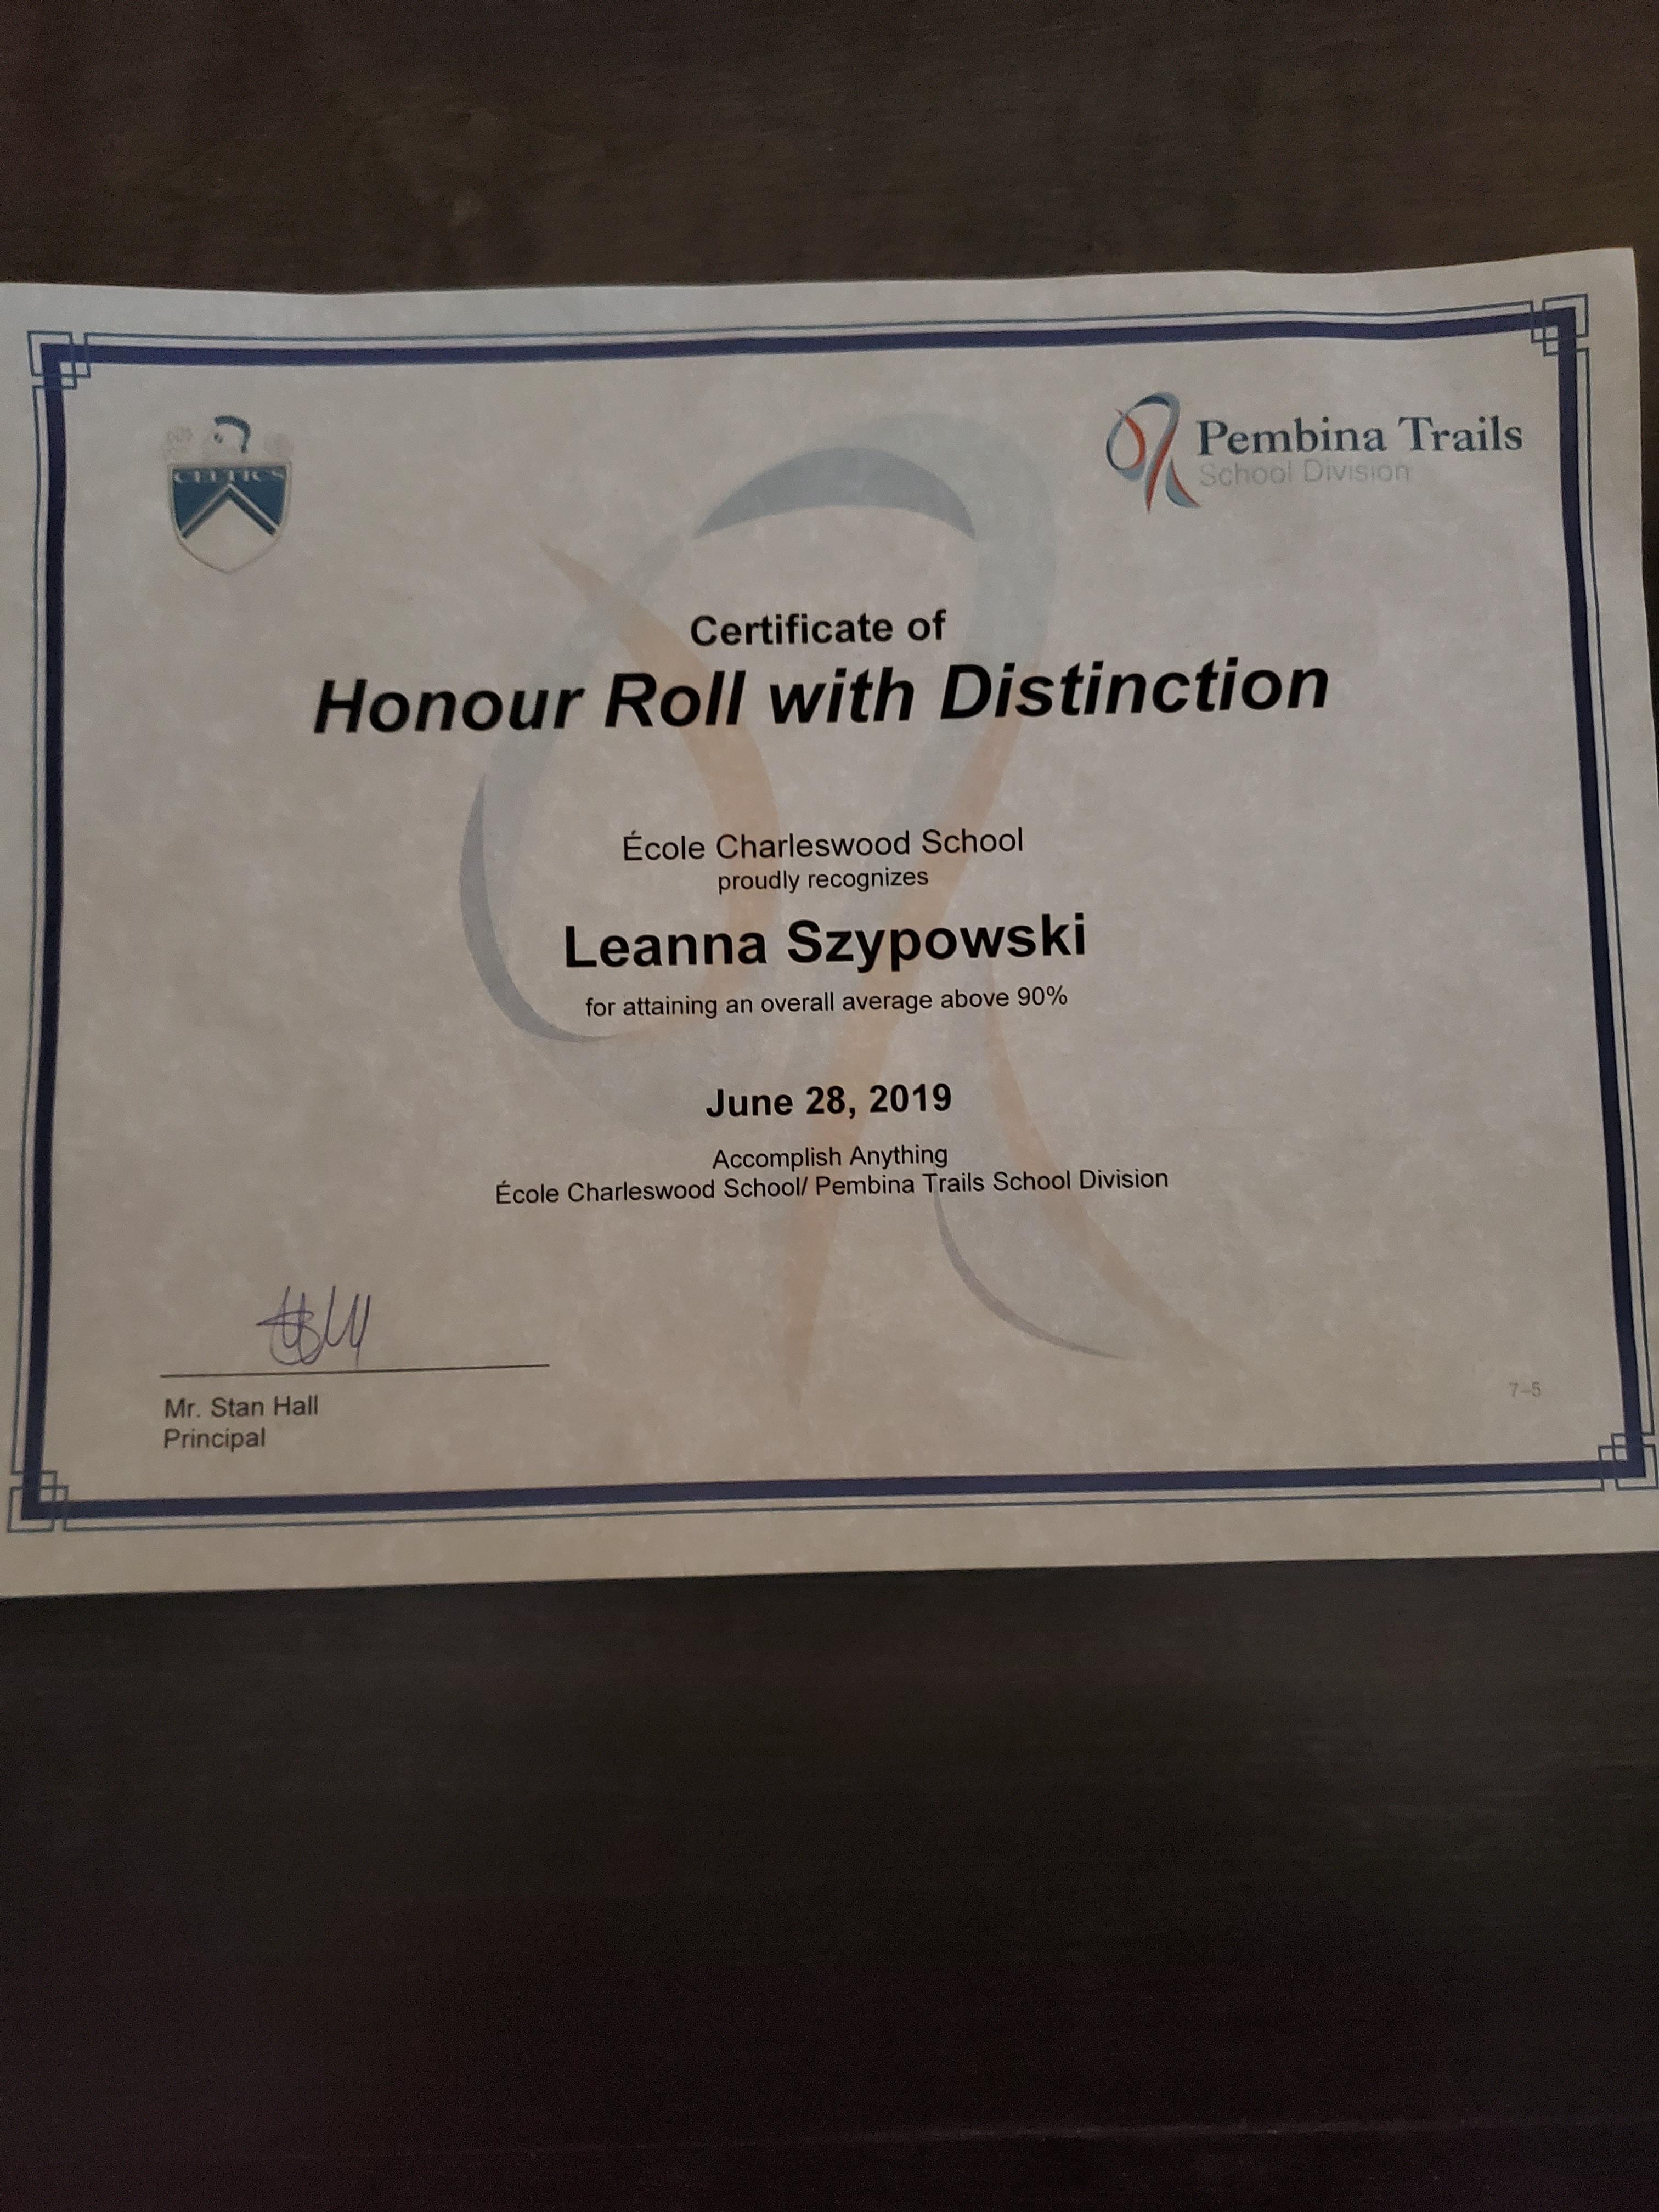 CELTICS
Pembina Trails
School Division
Certificate of
Honour Roll with Distinction
École Charleswood School
proudly recognizes
Leanna Szypowski
for attaining an overall average above 90%
June 28, 2019
Accomplish Anything
École Charleswood School/ Pembina Trails School Division
Mr. Stan Hall
Principal
7-5